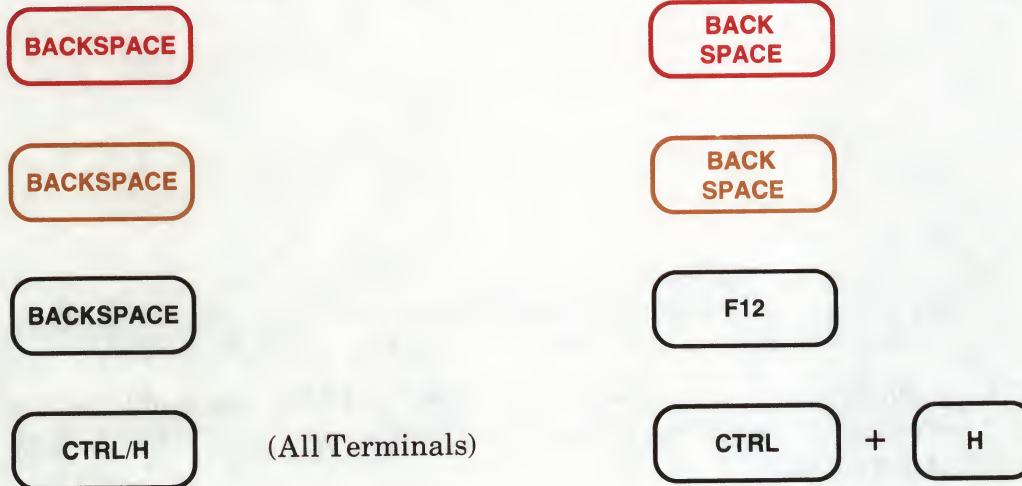 BACKSPACE
BACK
SPACE
BACKSPACE
BACK
SPACE
BACKSPACE
F12
CTRL/H
(All Terminals)
CTRL
+
H